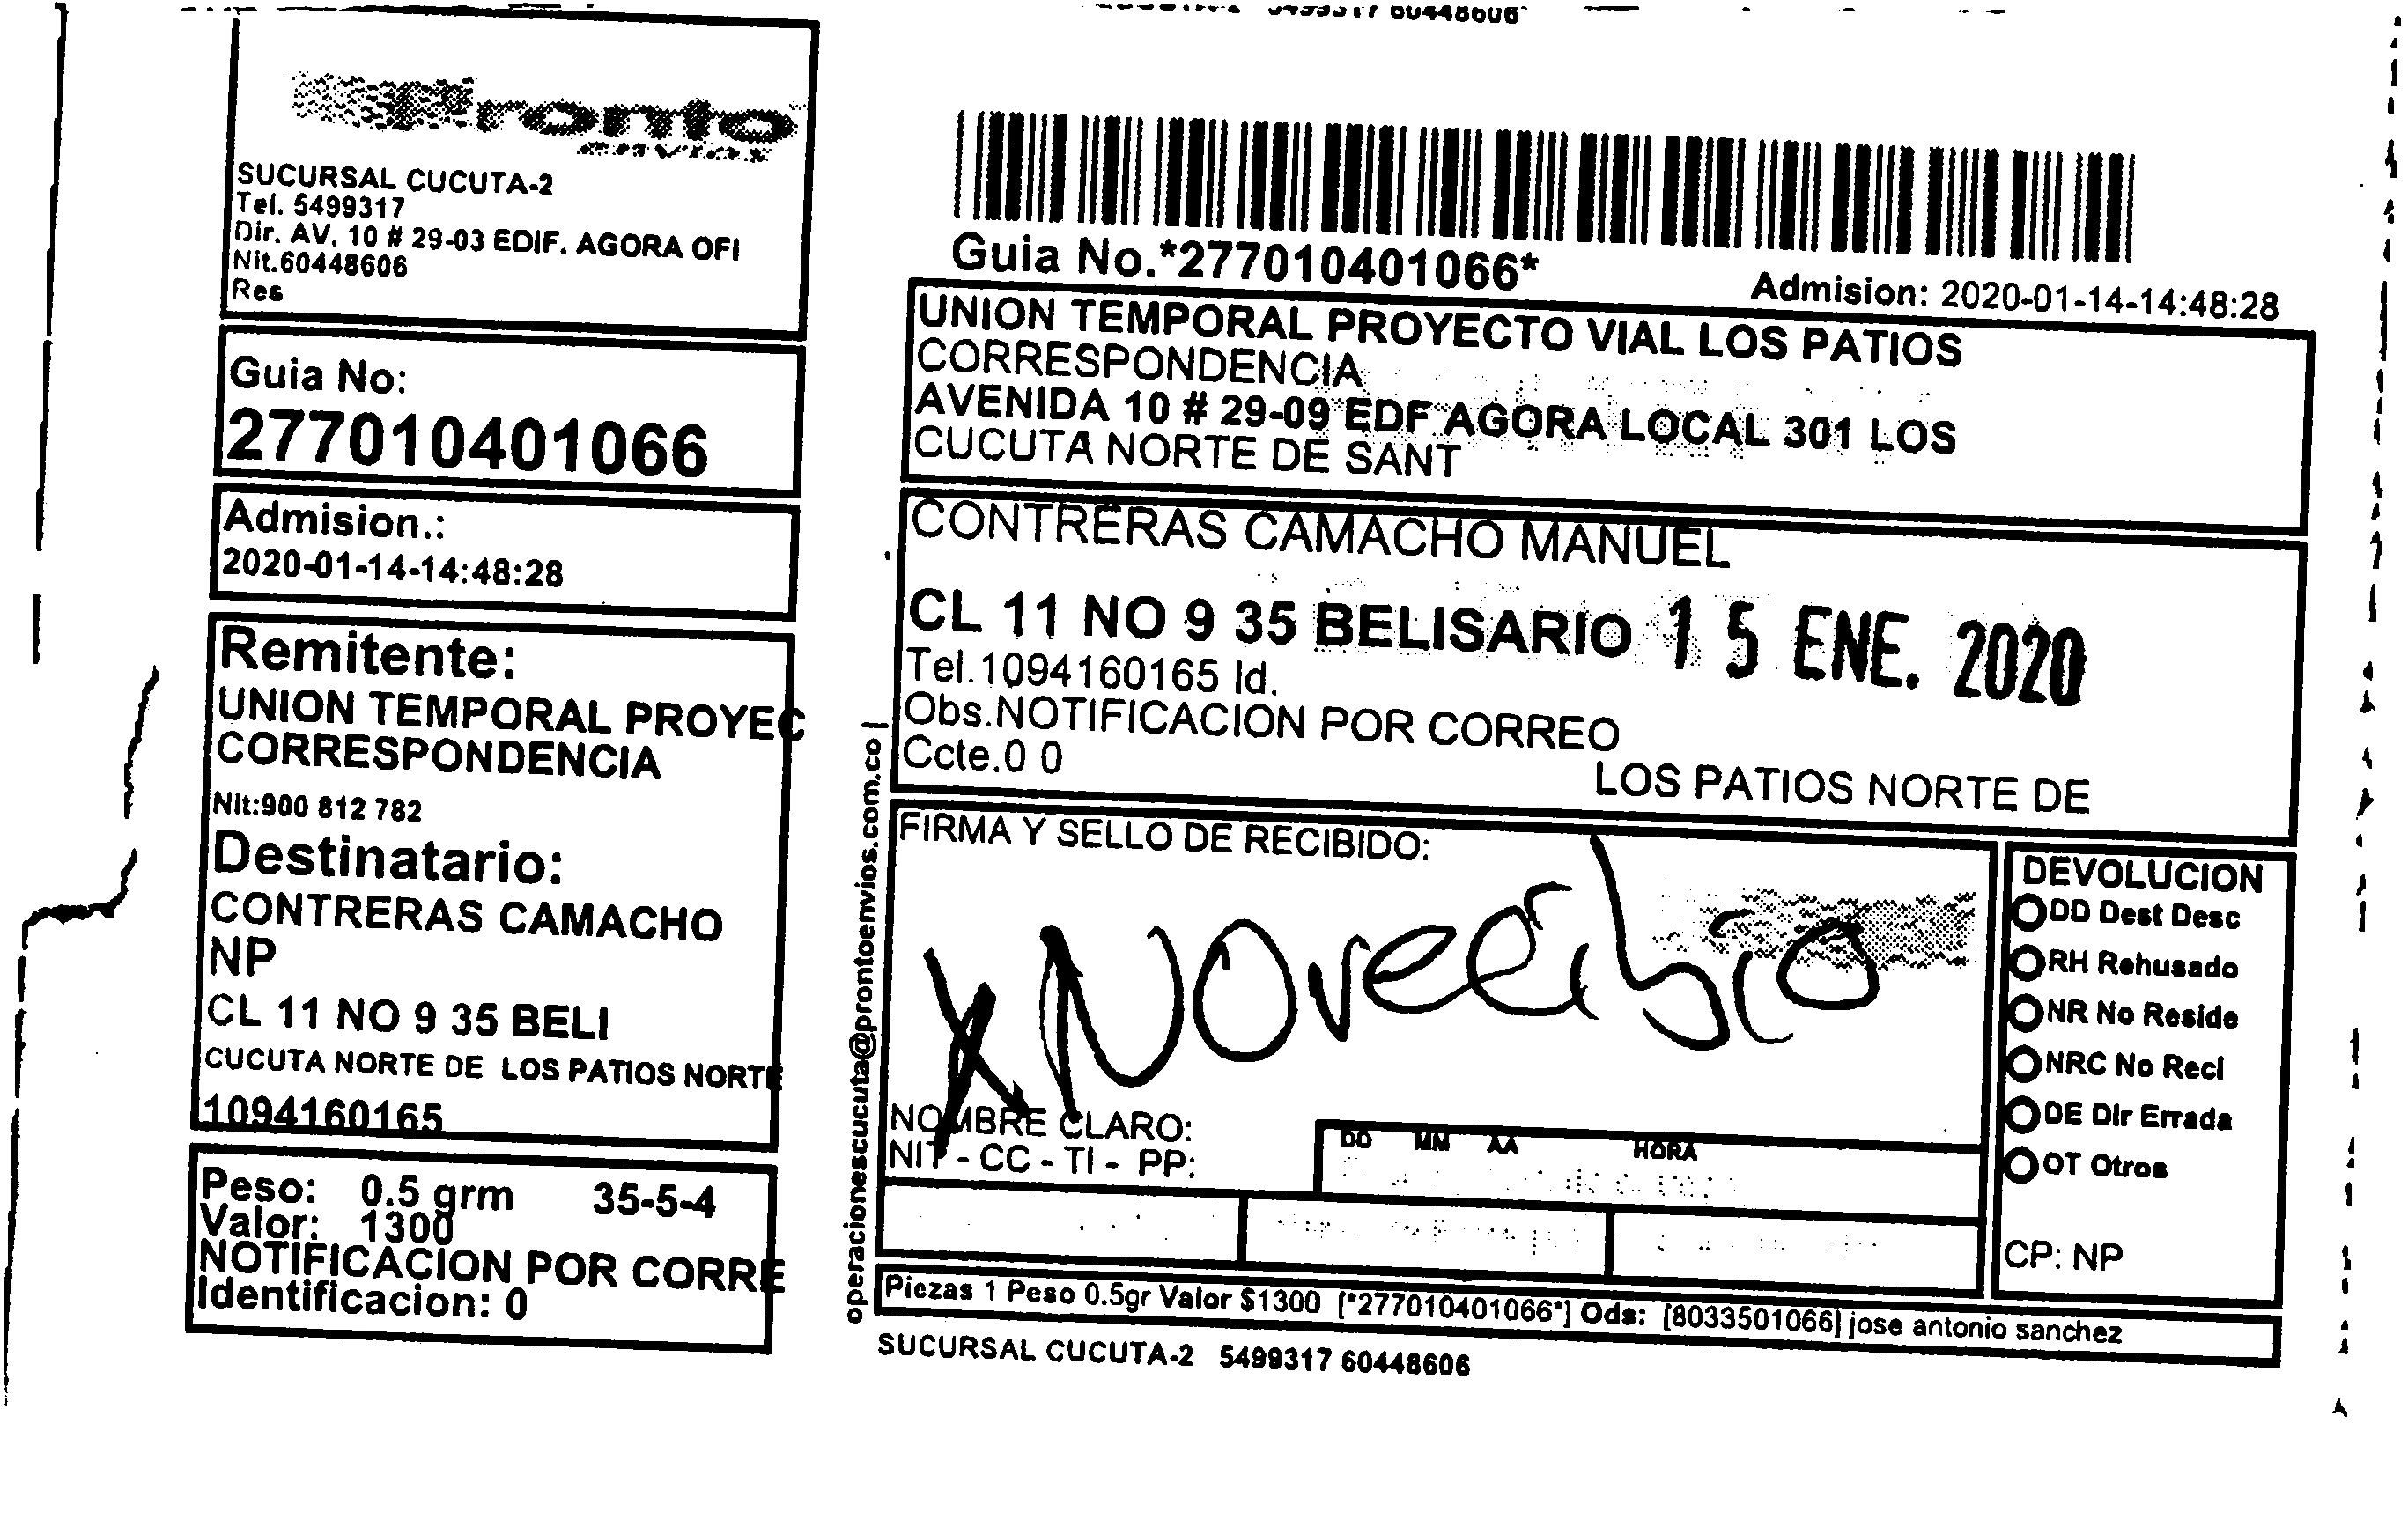 5499317 60448606
Pronto
envios
SUCURSAL CUCUTA-2
Tel. 5499317
Dir. AV. 10 # 29-03 EDIF. AGORA OFI
Nit.60448606
Res
Guia No:
277010401066
Admision.:
2020-01-14-14:48:28
Remitente:
UNION TEMPORAL PROYEC
CORRESPONDENCIA
Nit:900 812 782
Destinatario:
CONTRERAS CAMACHO
NP
CL 11 NO 9 35 BELI
CUCUTA NORTE DE LOS PATIOS NORTE
1094160165
Peso: 0.5 grm 35-5-4
Valor: 1300
NOTIFICACION POR CORRE
Identificacion: 0
Guia No.*277010401066*
Admision: 2020-01-14-14:48:28
UNION TEMPORAL PROYECTO VIAL LOS PATIOS
CORRESPONDENCIA
AVENIDA 10 # 29-09 EDF AGORA LOCAL 301 LOS
CUCUTA NORTE DE SANT
CONTRERAS CAMACHO MANUEL
CL 11 NO 9 35 BELISARIO
15 ENE. 2020
Tel.1094160165 Id.
Obs.NOTIFICACION POR CORREO
Ccte.0 0
LOS PATIOS NORTE DE
operacionescucuta@prontoenvios.com.co |
FIRMA Y SELLO DE RECIBIDO:
X No recibio
NOMBRE CLARO:
NIT - CC - TI - PP:
DD MM AA HORA
DEVOLUCION
DD Dest Desc
RH Rehusado
NR No Reside
NRC No Recl
DE Dir Errada
OT Otros
CP: NP
Piezas 1 Peso 0.5gr Valor $1300 [*277010401066*] Ods: [8033501066] jose antonio sanchez
SUCURSAL CUCUTA-2 5499317 60448606